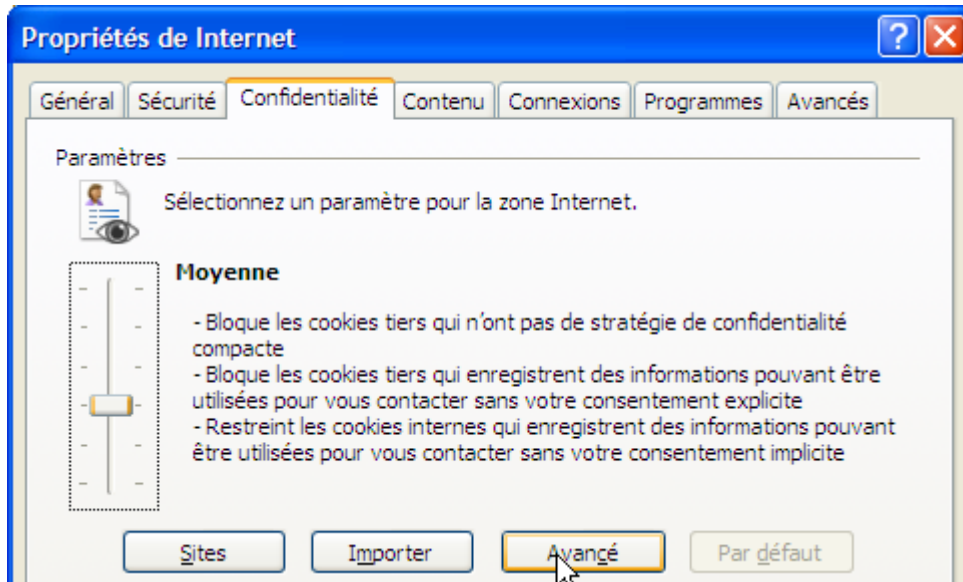 Propriétés de Internet
Général Sécurité Confidentialité Contenu Connexions Programmes Avancés
Paramètres
Sélectionnez un paramètre pour la zone Internet.
Moyenne
- Bloque les cookies tiers qui n'ont pas de stratégie de confidentialité
compacte
- Bloque les cookies tiers qui enregistrent des informations pouvant être
utilisées pour vous contacter sans votre consentement explicite
- Restreint les cookies internes qui enregistrent des informations pouvant
être utilisées pour vous contacter sans votre consentement implicite
Sites Importer Avancé Par défaut